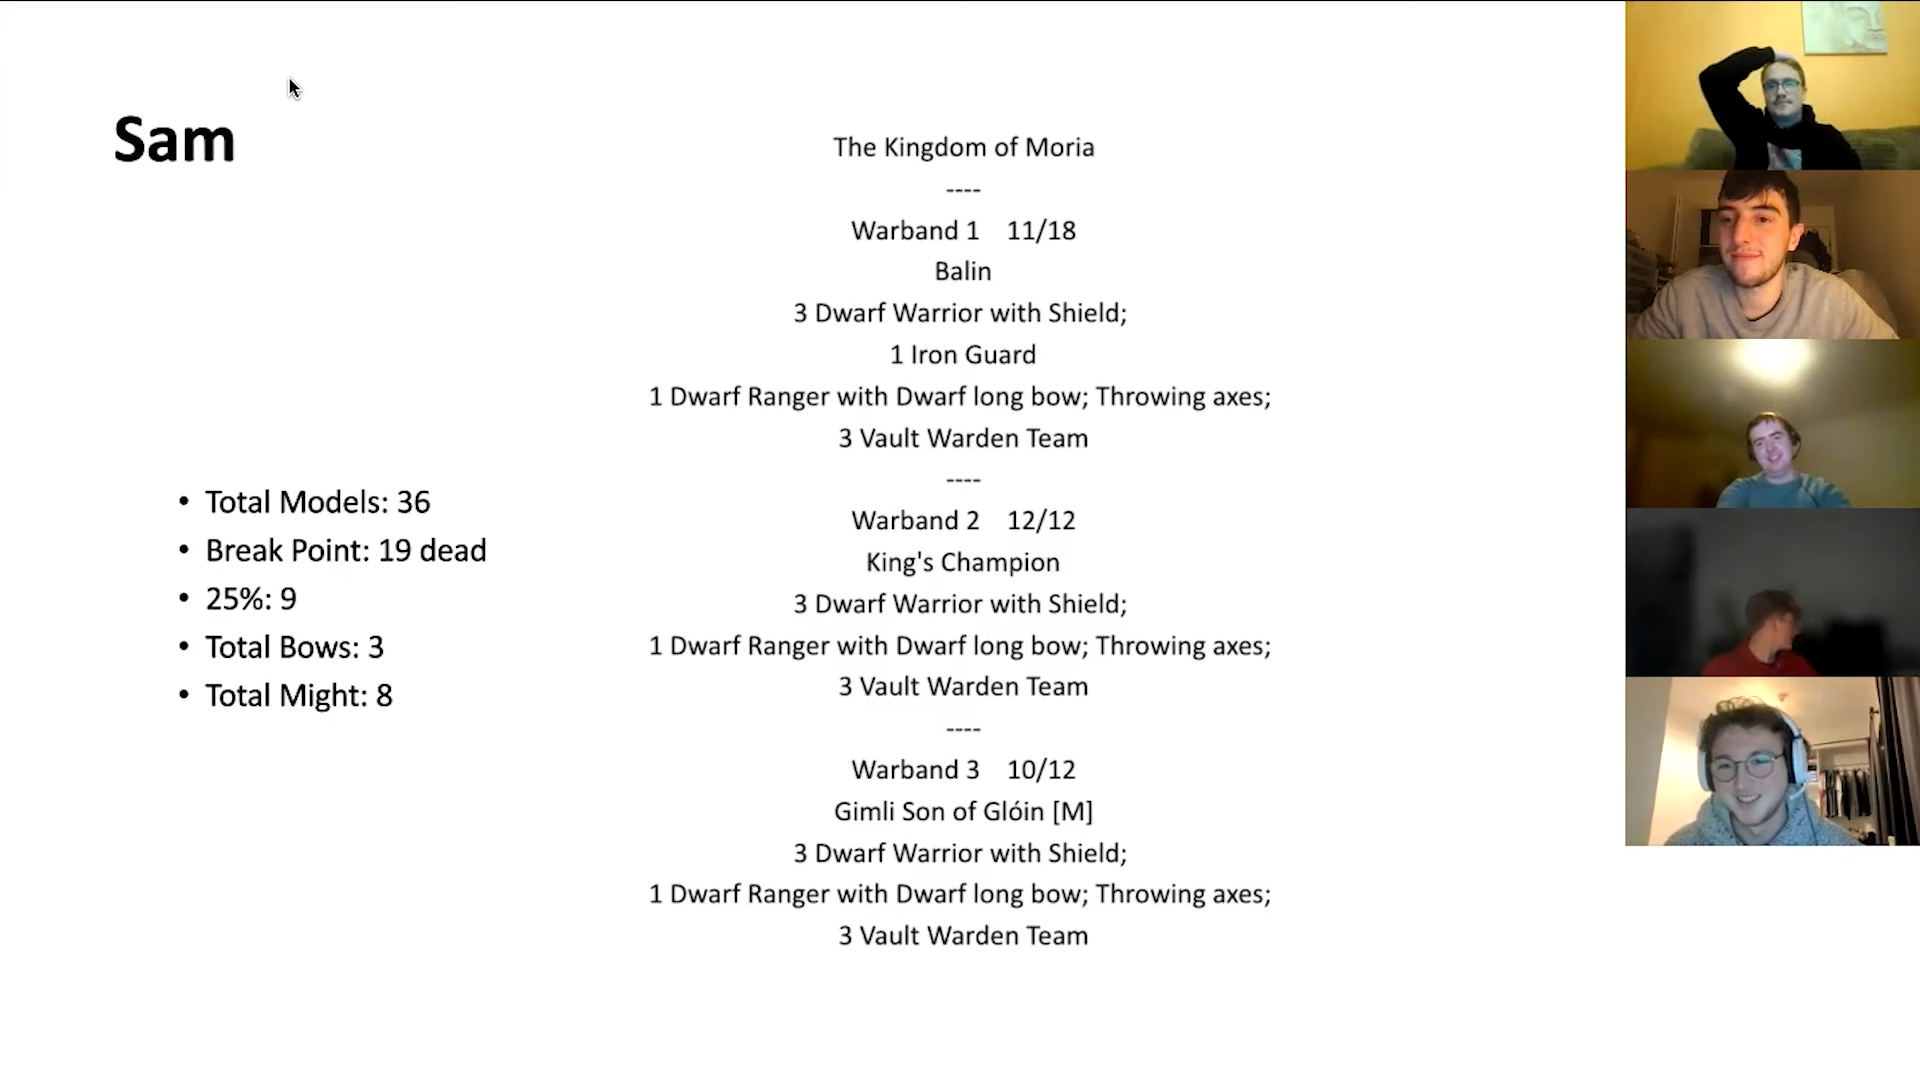 Sam
Total Models: 36
Break Point: 19 dead
25%: 9
Total Bows: 3
Total Might: 8
The Kingdom of Moria
----
Warband 1 11/18
Balin
3 Dwarf Warrior with Shield;
1 Iron Guard
1 Dwarf Ranger with Dwarf long bow; Throwing axes;
3 Vault Warden Team
----
Warband 2 12/12
King's Champion
3 Dwarf Warrior with Shield;
1 Dwarf Ranger with Dwarf long bow; Throwing axes;
3 Vault Warden Team
----
Warband 3 10/12
Gimli Son of Glóin [M]
3 Dwarf Warrior with Shield;
1 Dwarf Ranger with Dwarf long bow; Throwing axes;
3 Vault Warden Team